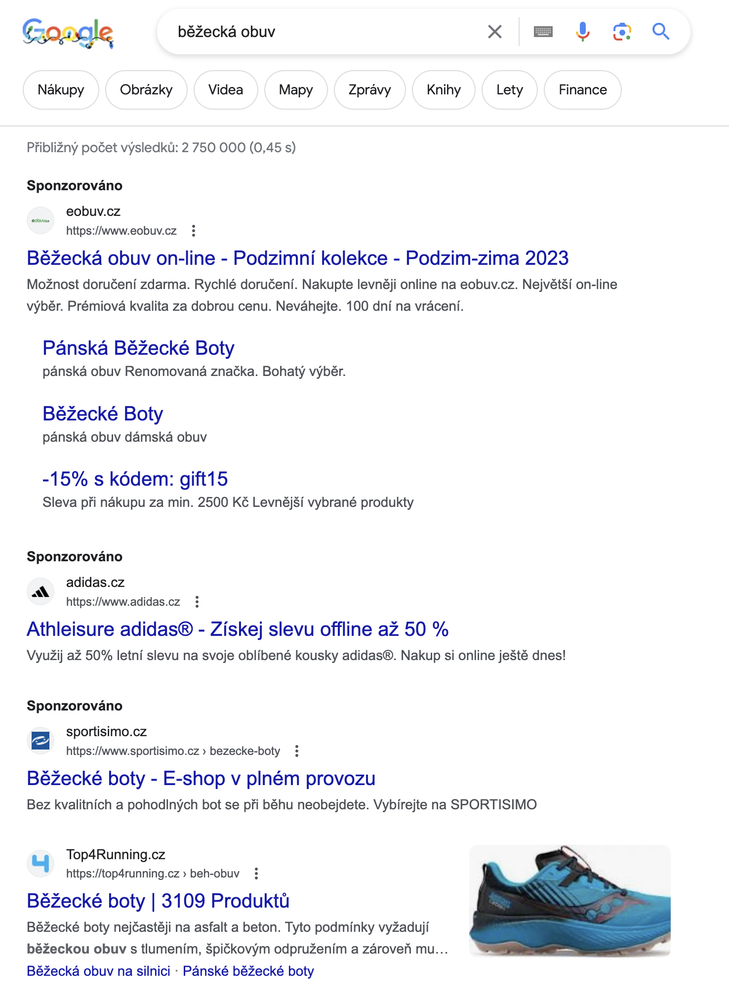 Google
běžecká obuv
Nákupy
Obrázky
Videa
Mapy
Zprávy
Knihy
Lety
Finance
Přibližný počet výsledků: 2 750 000 (0,45 s)
Sponzorováno
eobuv.cz
eobuv.cz
https://www.eobuv.cz
Běžecká obuv on-line - Podzimní kolekce - Podzim-zima 2023
Možnost doručení zdarma. Rychlé doručení. Nakupte levněji online na eobuv.cz. Největší on-line
výběr. Prémiová kvalita za dobrou cenu. Neváhejte. 100 dní na vrácení.
Pánská Běžecké Boty
pánská obuv Renomovaná značka. Bohatý výběr.
Běžecké Boty
pánská obuv dámská obuv
-15% s kódem: gift15
Sleva při nákupu za min. 2500 Kč Levnější vybrané produkty
Sponzorováno
adidas.cz
https://www.adidas.cz
Athleisure adidas® - Získej slevu offline až 50 %
Využij až 50% letní slevu na svoje oblíbené kousky adidas®. Nakup si online ještě dnes!
Sponzorováno
sportisimo.cz
https://www.sportisimo.cz › bezecke-boty
Běžecké boty - E-shop v plném provozu
Bez kvalitních a pohodlných bot se při běhu neobejdete. Vybírejte na SPORTISIMO
4
Top4Running.cz
https://top4running.cz › beh-obuv
Běžecké boty | 3109 Produktů
Běžecké boty nejčastěji na asfalt a beton. Tyto podmínky vyžadují
běžeckou obuv s tlumením, špičkovým odpružením a zároveň mu…
Běžecká obuv na silnici · Pánské běžecké boty